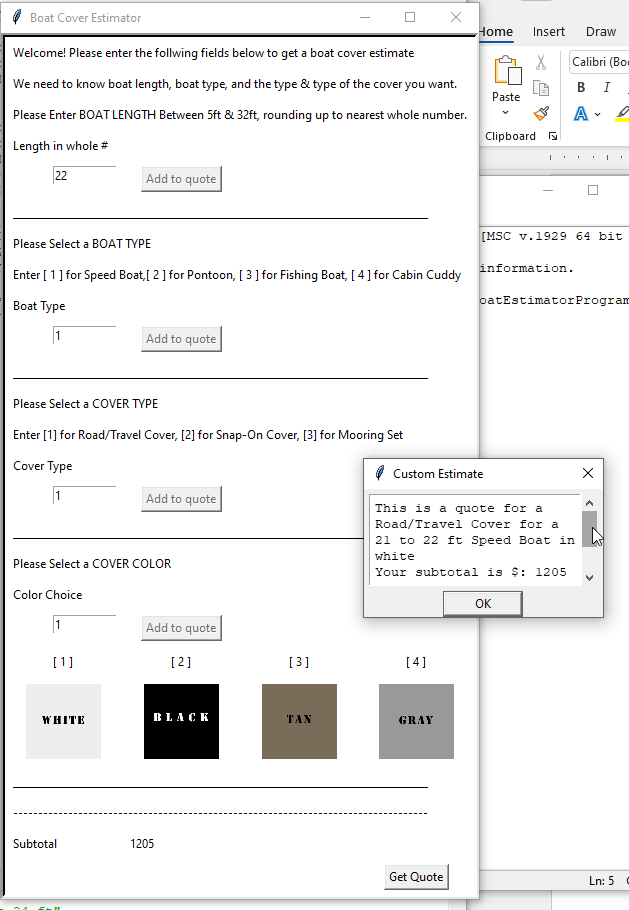 Boat Cover Estimator
Welcome! Please enter the follwing fields below to get a boat cover estimate
We need to know boat length, boat type, and the type & type of the cover you want.
Please Enter BOAT LENGTH Between 5ft & 32ft, rounding up to nearest whole number.
Length in whole #
22 Add to quote
Please Select a BOAT TYPE
Enter [ 1 ] for Speed Boat,[ 2 ] for Pontoon, [ 3 ] for Fishing Boat, [ 4 ] for Cabin Cuddy
Boat Type
1 Add to quote
Please Select a COVER TYPE
Enter [1] for Road/Travel Cover, [2] for Snap-On Cover, [3] for Mooring Set
Cover Type
1 Add to quote
Please Select a COVER COLOR
Color Choice
1 Add to quote
[ 1 ] [ 2 ] [ 3 ] [ 4 ]
WHITE BLACK TAN GRAY
--------------------------------------------------------------------------------
Subtotal 1205
Get Quote
Home Insert Draw
Paste
Calibri (Bo
B I
A
Clipboard
[MSC v.1929 64 bit
information.
oatEstimatorProgram
Custom Estimate
This is a quote for a
Road/Travel Cover for a
21 to 22 ft Speed Boat in
white
Your subtotal is $: 1205
OK
Ln: 5